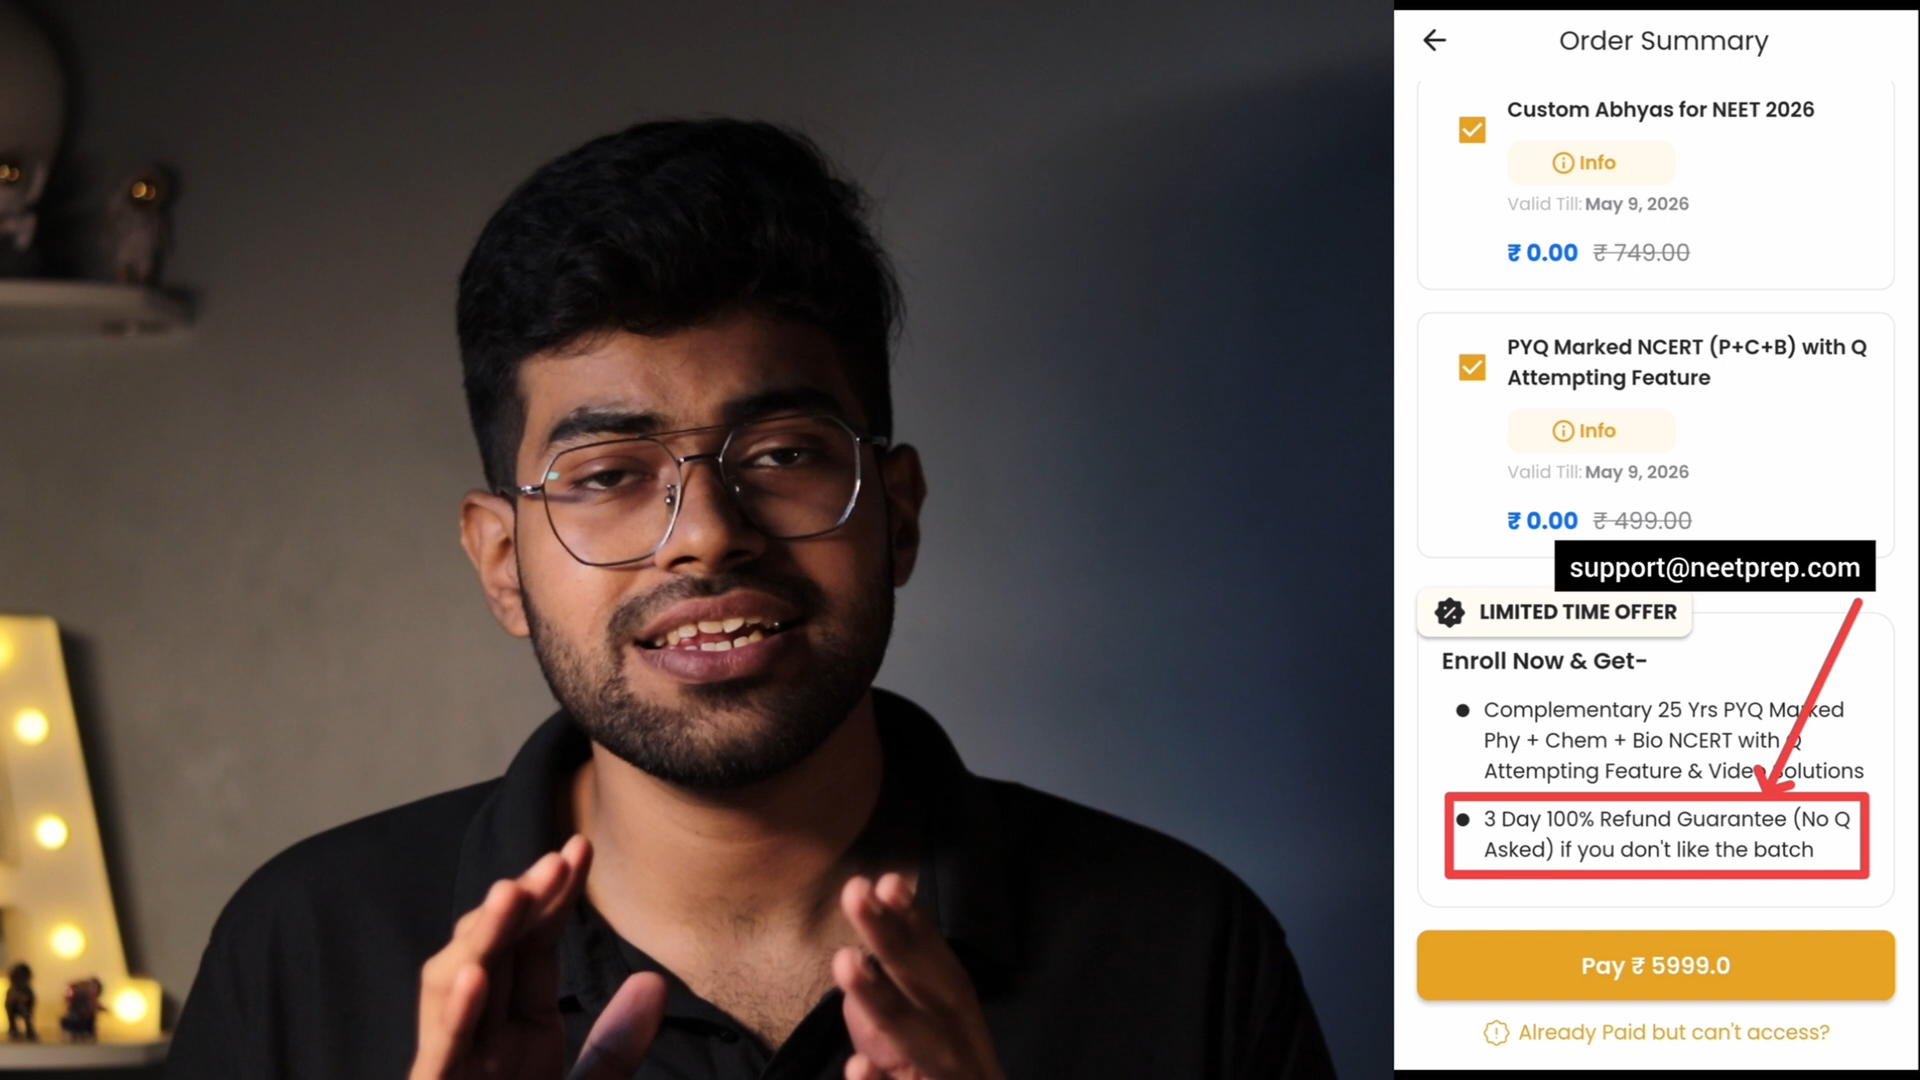 Order Summary
Custom Abhyas for NEET 2026
Info
Valid Till: May 9, 2026
₹ 0.00 ₹ 749.00
PYQ Marked NCERT (P+C+B) with Q
Attempting Feature
Info
Valid Till: May 9, 2026
₹ 0.00 ₹ 499.00
support@neetprep.com
LIMITED TIME OFFER
Enroll Now & Get-
Complementary 25 Yrs PYQ Marked
Phy + Chem + Bio NCERT with Q
Attempting Feature & Video Solutions
3 Day 100% Refund Guarantee (No Q
Asked) if you don't like the batch
Pay ₹ 5999.0
Already Paid but can't access?